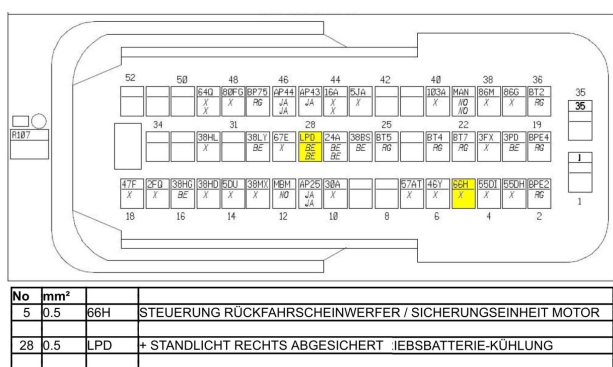 52 50 48 46 44 42 40 38 36
64Q 80FG BP75 AP44 AP43 16A 5JA 103A MAN 86M 86G BT2
X X RG JA JA X X X NO X X RG
X JA X NO
35
35
R107
34 31 28 25 22 19
38HL 38LY 67E LPD 24A 38BS BT5 BT4 BT7 3FX 3PD BPE4
X BE X BE BE BE RG RG RG X BE RG
BE BE
1
1
47F 2FQ 38HG 38HD 5DU 38MX MBM AP25 30A 57AT 46Y 66H 55DI 55DH BPE2
X X BE X X X NO JA X X X X X X RG
JA
18 16 14 12 10 8 6 4 2
No mm²
5 0.5 66H STEUERUNG RÜCKFAHRSCHEINWERFER / SICHERUNGSEINHEIT MOTOR
28 0.5 LPD + STANDLICHT RECHTS ABGESICHERT IEBSBATTERIE-KÜHLUNG